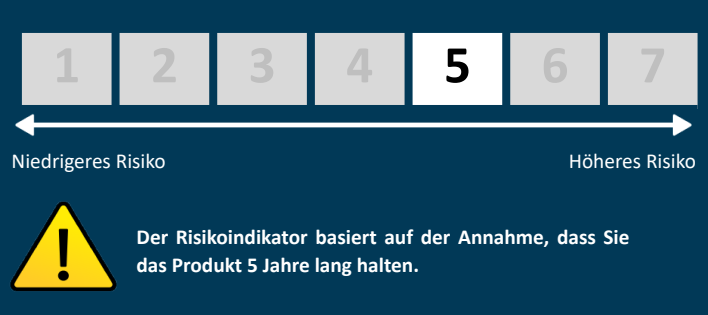 1 2 3 4 5 6 7
Niedrigeres Risiko Höheres Risiko
!
Der Risikoindikator basiert auf der Annahme, dass Sie
das Produkt 5 Jahre lang halten.